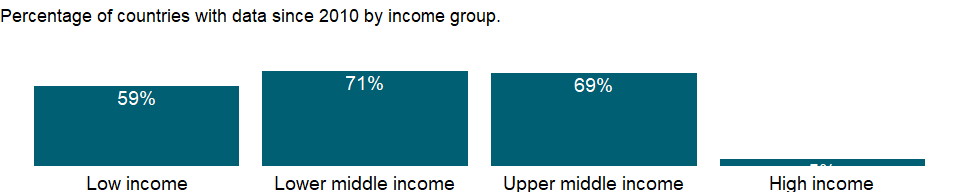 Percentage of countries with data since 2010 by income group.
59%
71%
69%
Low income
Lower middle income
Upper middle income
High income